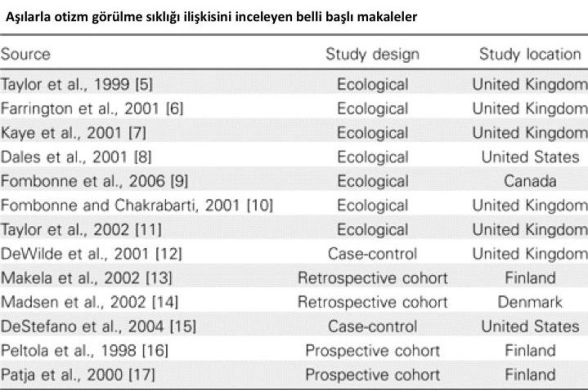 Aşılarla otizm görülme sıklığı ilişkisini inceleyen belli başlı makaleler
Source Study design Study location
Taylor et al., 1999 [5] Ecological United Kingdom
Farrington et al., 2001 [6] Ecological United Kingdom
Kaye et al., 2001 [7] Ecological United Kingdom
Dales et al., 2001 [8] Ecological United States
Fombonne et al., 2006 [9] Ecological Canada
Fombonne and Chakrabarti, 2001 [10] Ecological United Kingdom
Taylor et al., 2002 [11] Ecological United Kingdom
DeWilde et al., 2001 [12] Case-control United Kingdom
Makela et al., 2002 [13] Retrospective cohort Finland
Madsen et al., 2002 [14] Retrospective cohort Denmark
DeStefano et al., 2004 [15] Case-control United States
Peltola et al., 1998 [16] Prospective cohort Finland
Patja et al., 2000 [17] Prospective cohort Finland